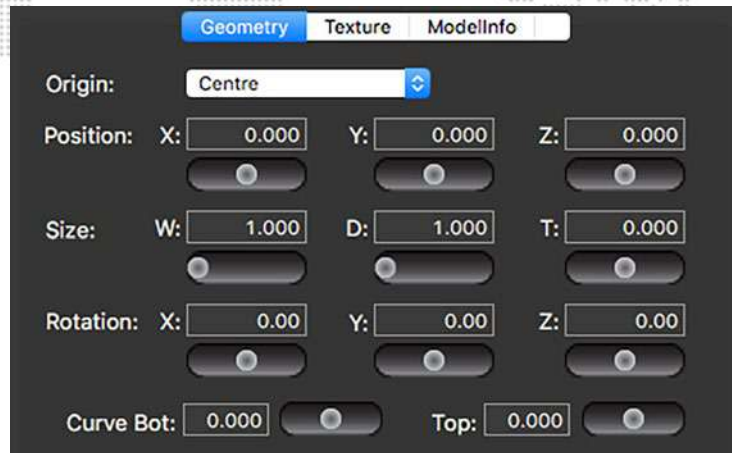 Geometry Texture ModelInfo
Origin: Centre
Position: X: 0.000 Y: 0.000 Z: 0.000
Size: W: 1.000 D: 1.000 T: 0.000
Rotation: X: 0.00 Y: 0.00 Z: 0.00
Curve Bot: 0.000 Top: 0.000